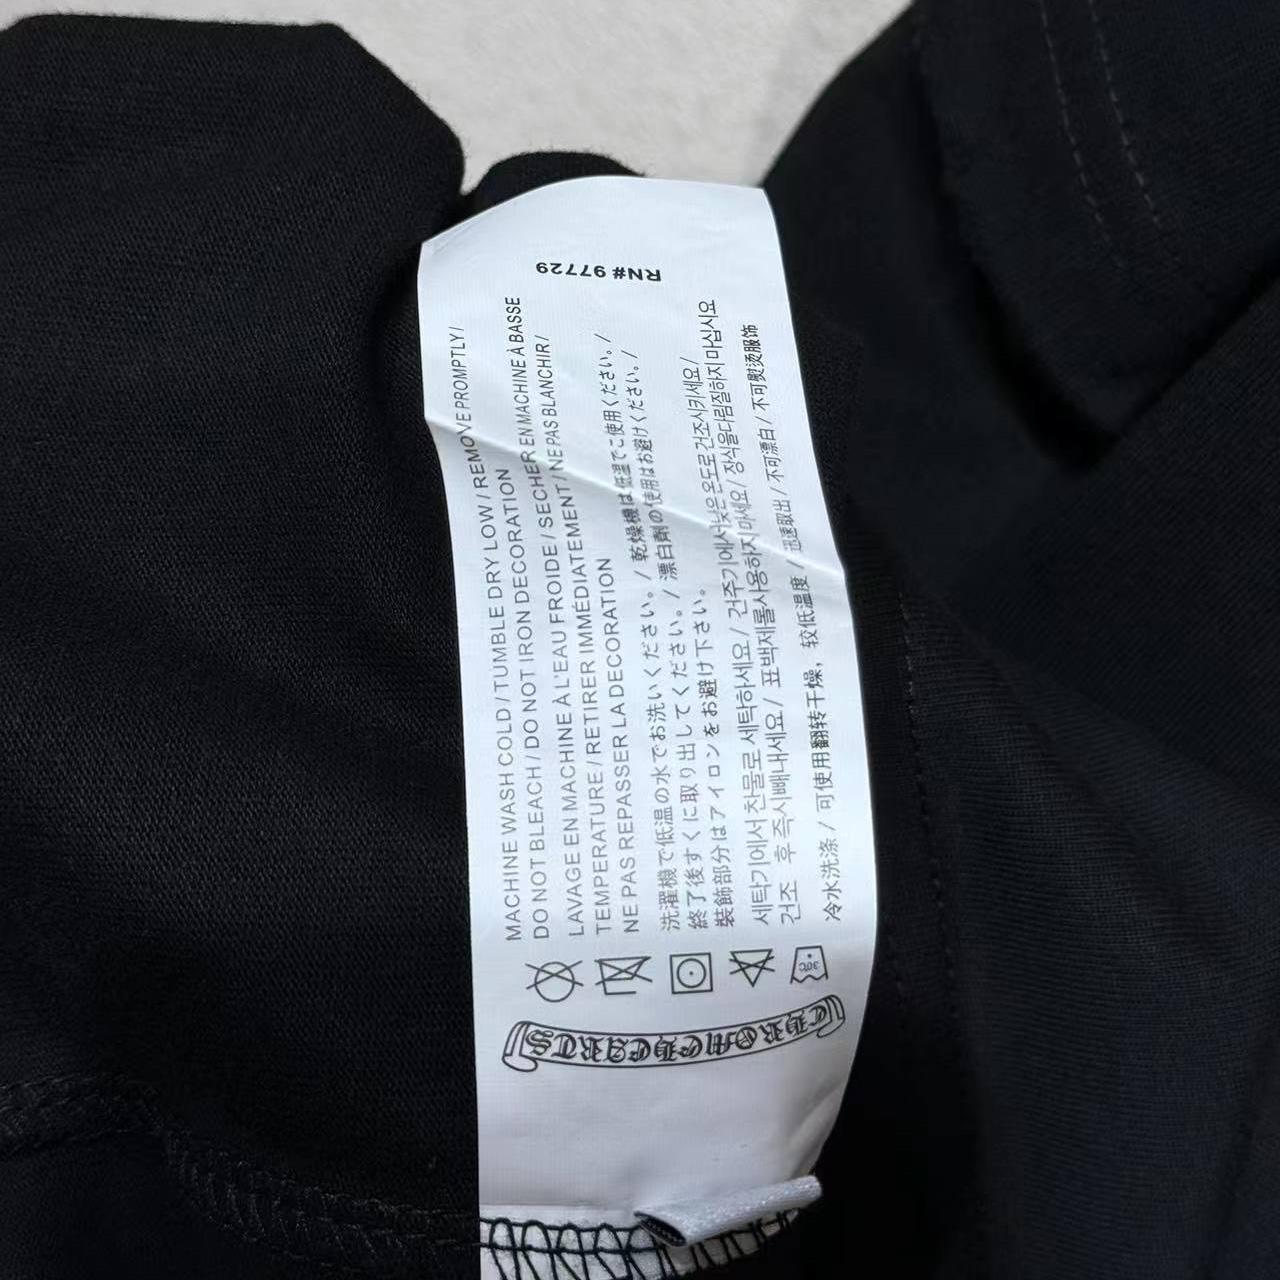 CHROME HEARTS
30C
MACHINE WASH COLD / TUMBLE DRY LOW / REMOVE PROMPTLY /
DO NOT BLEACH / DO NOT IRON DECORATION
LAVAGE EN MACHINE À L'EAU FROIDE / SECHER EN MACHINE À BASSE
TEMPERATURE / RETIRER IMMÉDIATEMENT / NE PAS BLANCHIR /
NE PAS REPASSER LA DECORATION
洗濯機で低温の水でお洗いください。/ 乾燥機は低温でご使用ください。/
終了後すぐに取り出してください。/ 漂白剤の使用はお避けください。/
装飾部分はアイロンをお避け下さい。
세탁기에서 찬물로 세탁하세요 / 건주기에서 낮은 온도로 건조시키세요 /
건조 후 즉시 빼내세요 / 표백제를 사용하지 마세요 / 장식을 다림질하지 마십시요
冷水洗涤 / 可使用翻转干燥，较低温度 / 迅速取出 / 不可漂白 / 不可熨烫服饰
RN# 97729